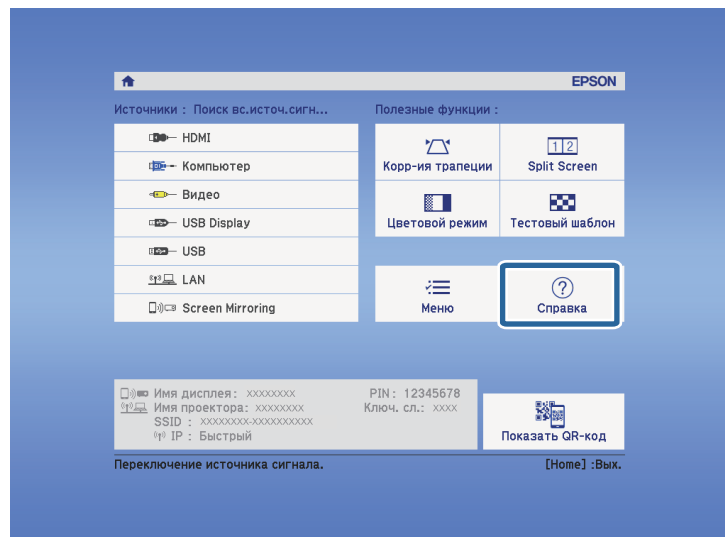 EPSON
Источники : Поиск вс.источ.сигн...
HDMI
Компьютер
Видео
USB Display
USB
LAN
Screen Mirroring
Полезные функции :
Корр-ия трапеции
1 2
Split Screen
Цветовой режим
Тестовый шаблон
Меню
?
Справка
Имя дисплея: xxxxxxxx
Имя проектора: xxxxxxxx
SSID : xxxxxxxx-xxxxxxxxxx
IP : Быстрый
PIN: 12345678
Ключ. сл.: xxxx
Показать QR-код
Переключение источника сигнала.
[Home] :Вых.